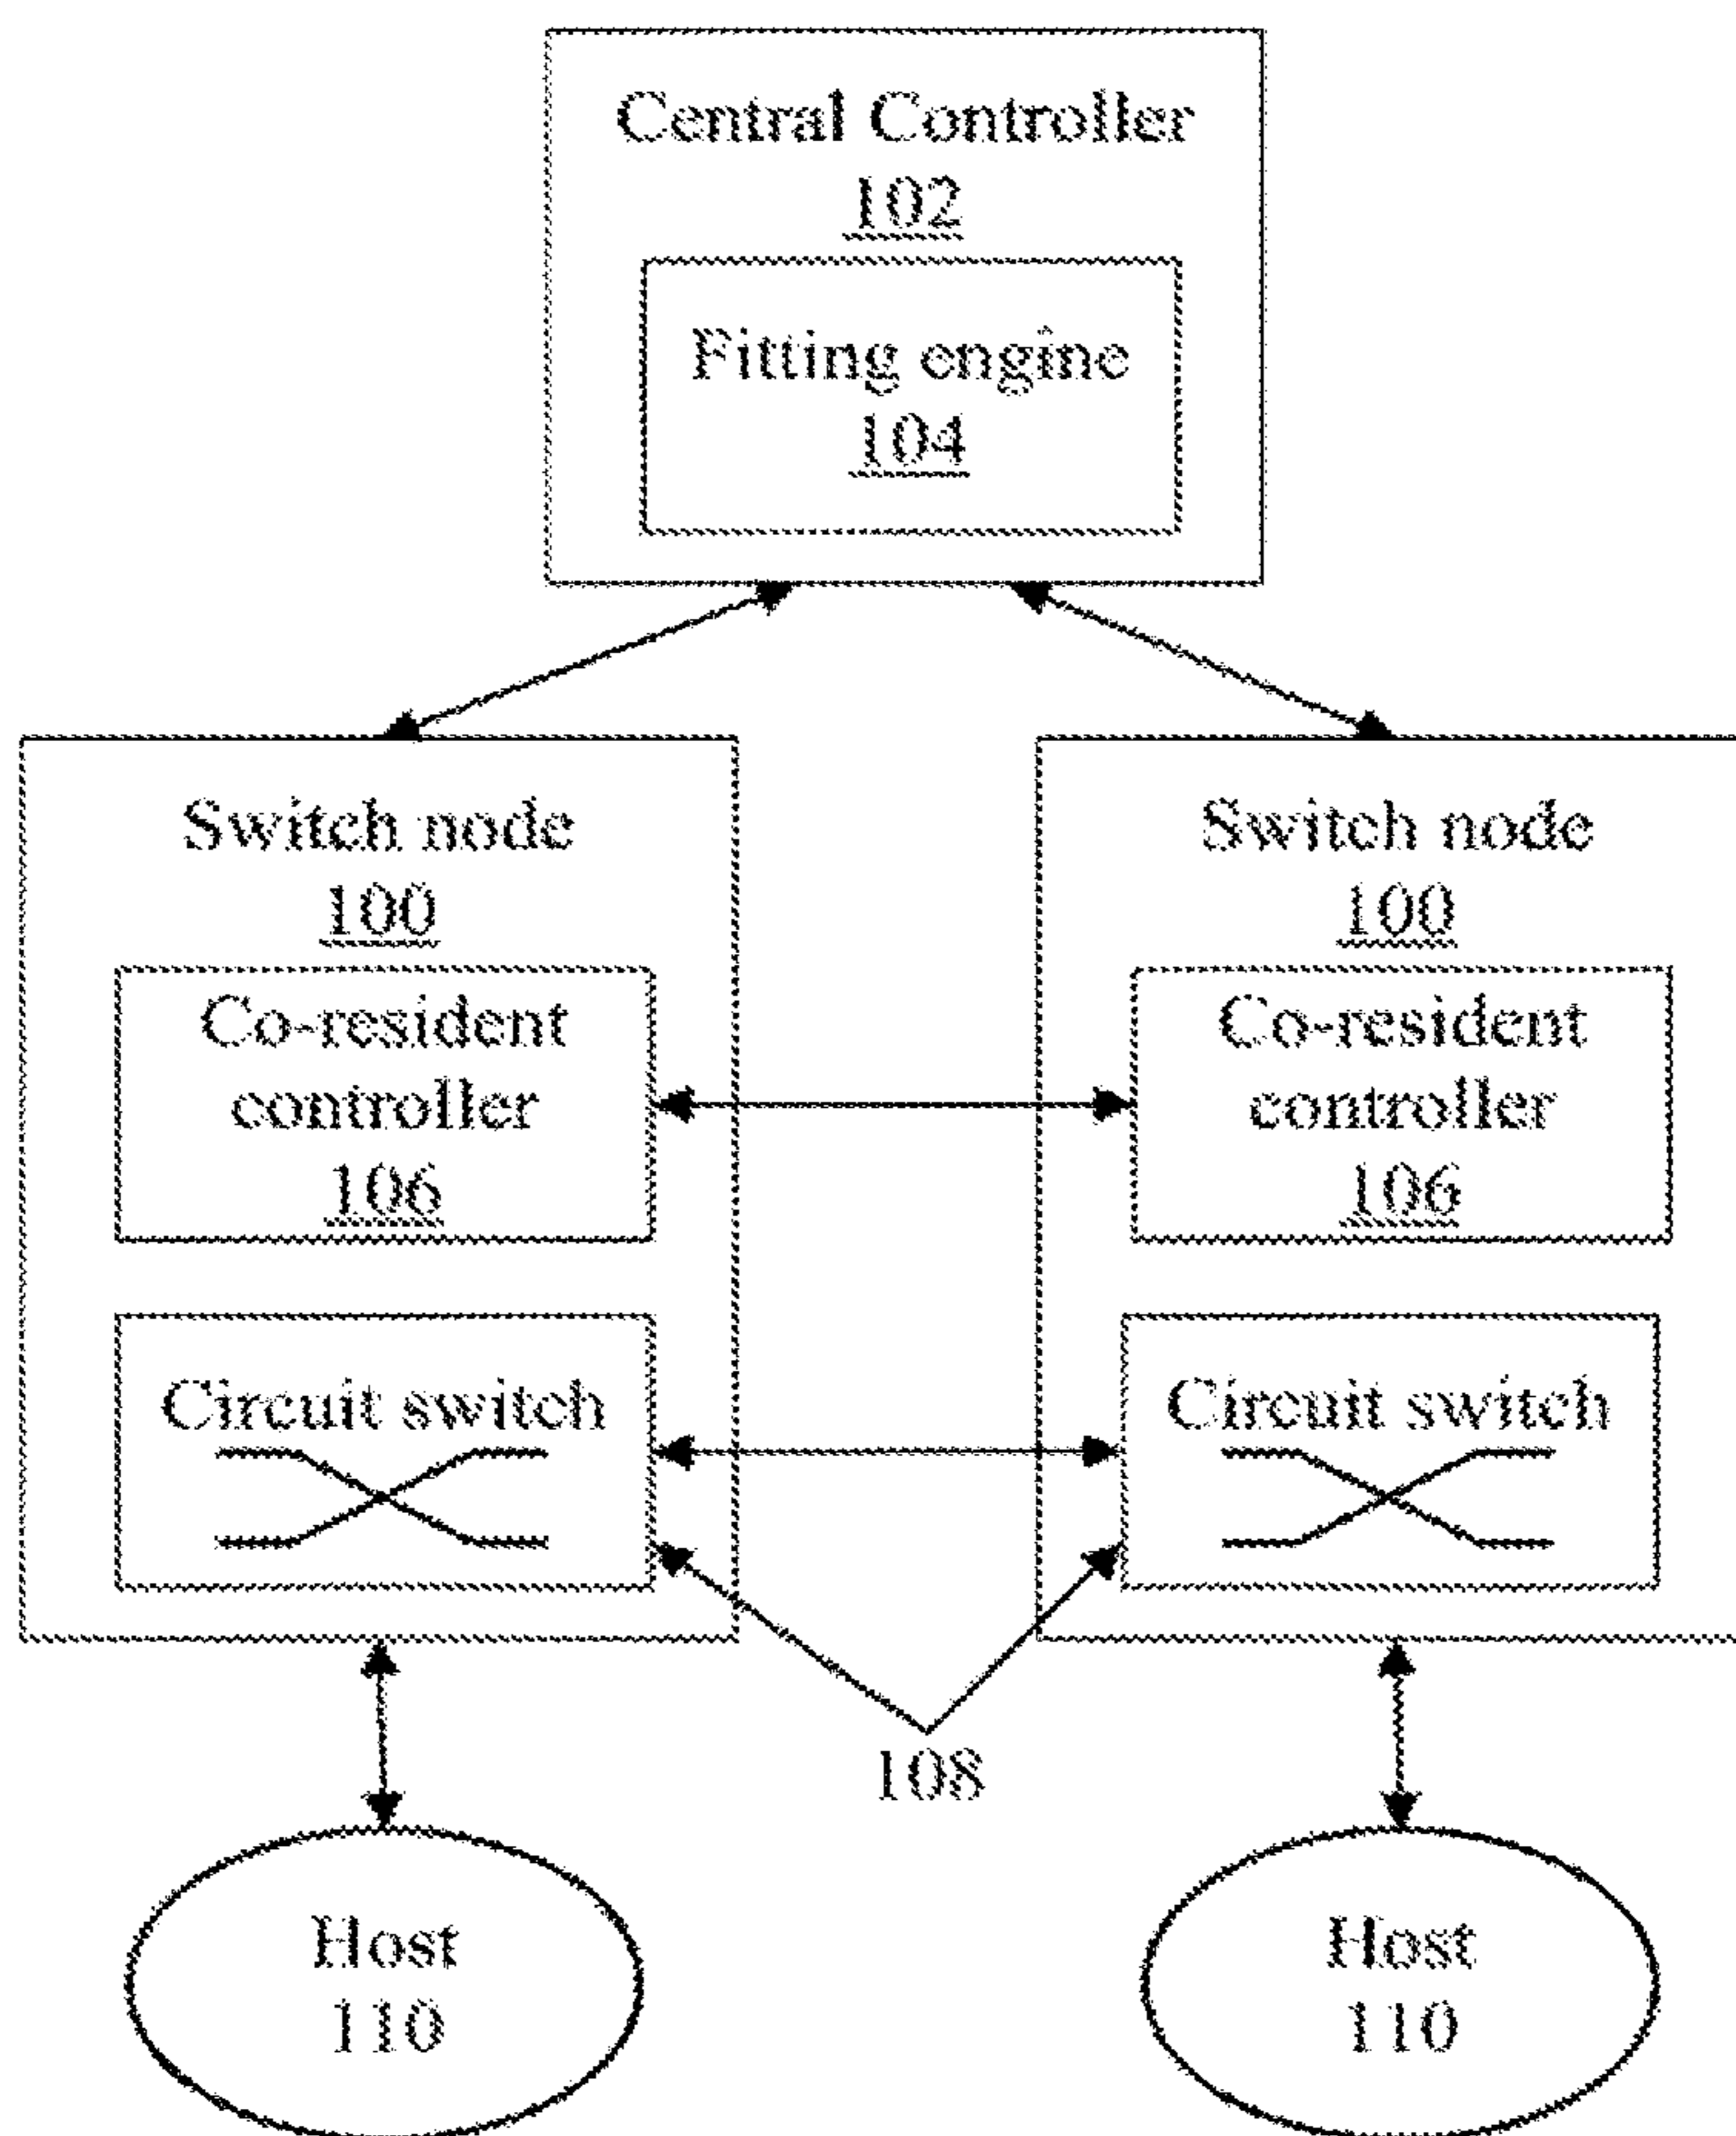 Central Controller
102
Fitting engine
104
Switch node
100
Co-resident
controller
106
Circuit switch
Switch node
100
Co-resident
controller
106
Circuit switch
108
Host
110
Host
110